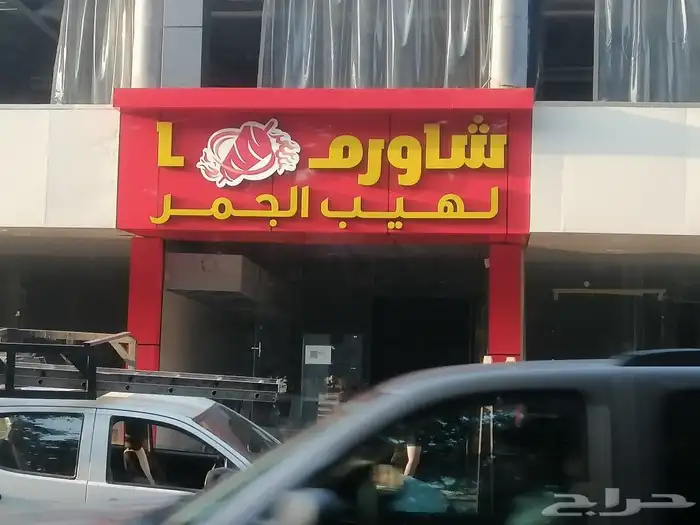 شاورما
لهيب الجمر
حراج